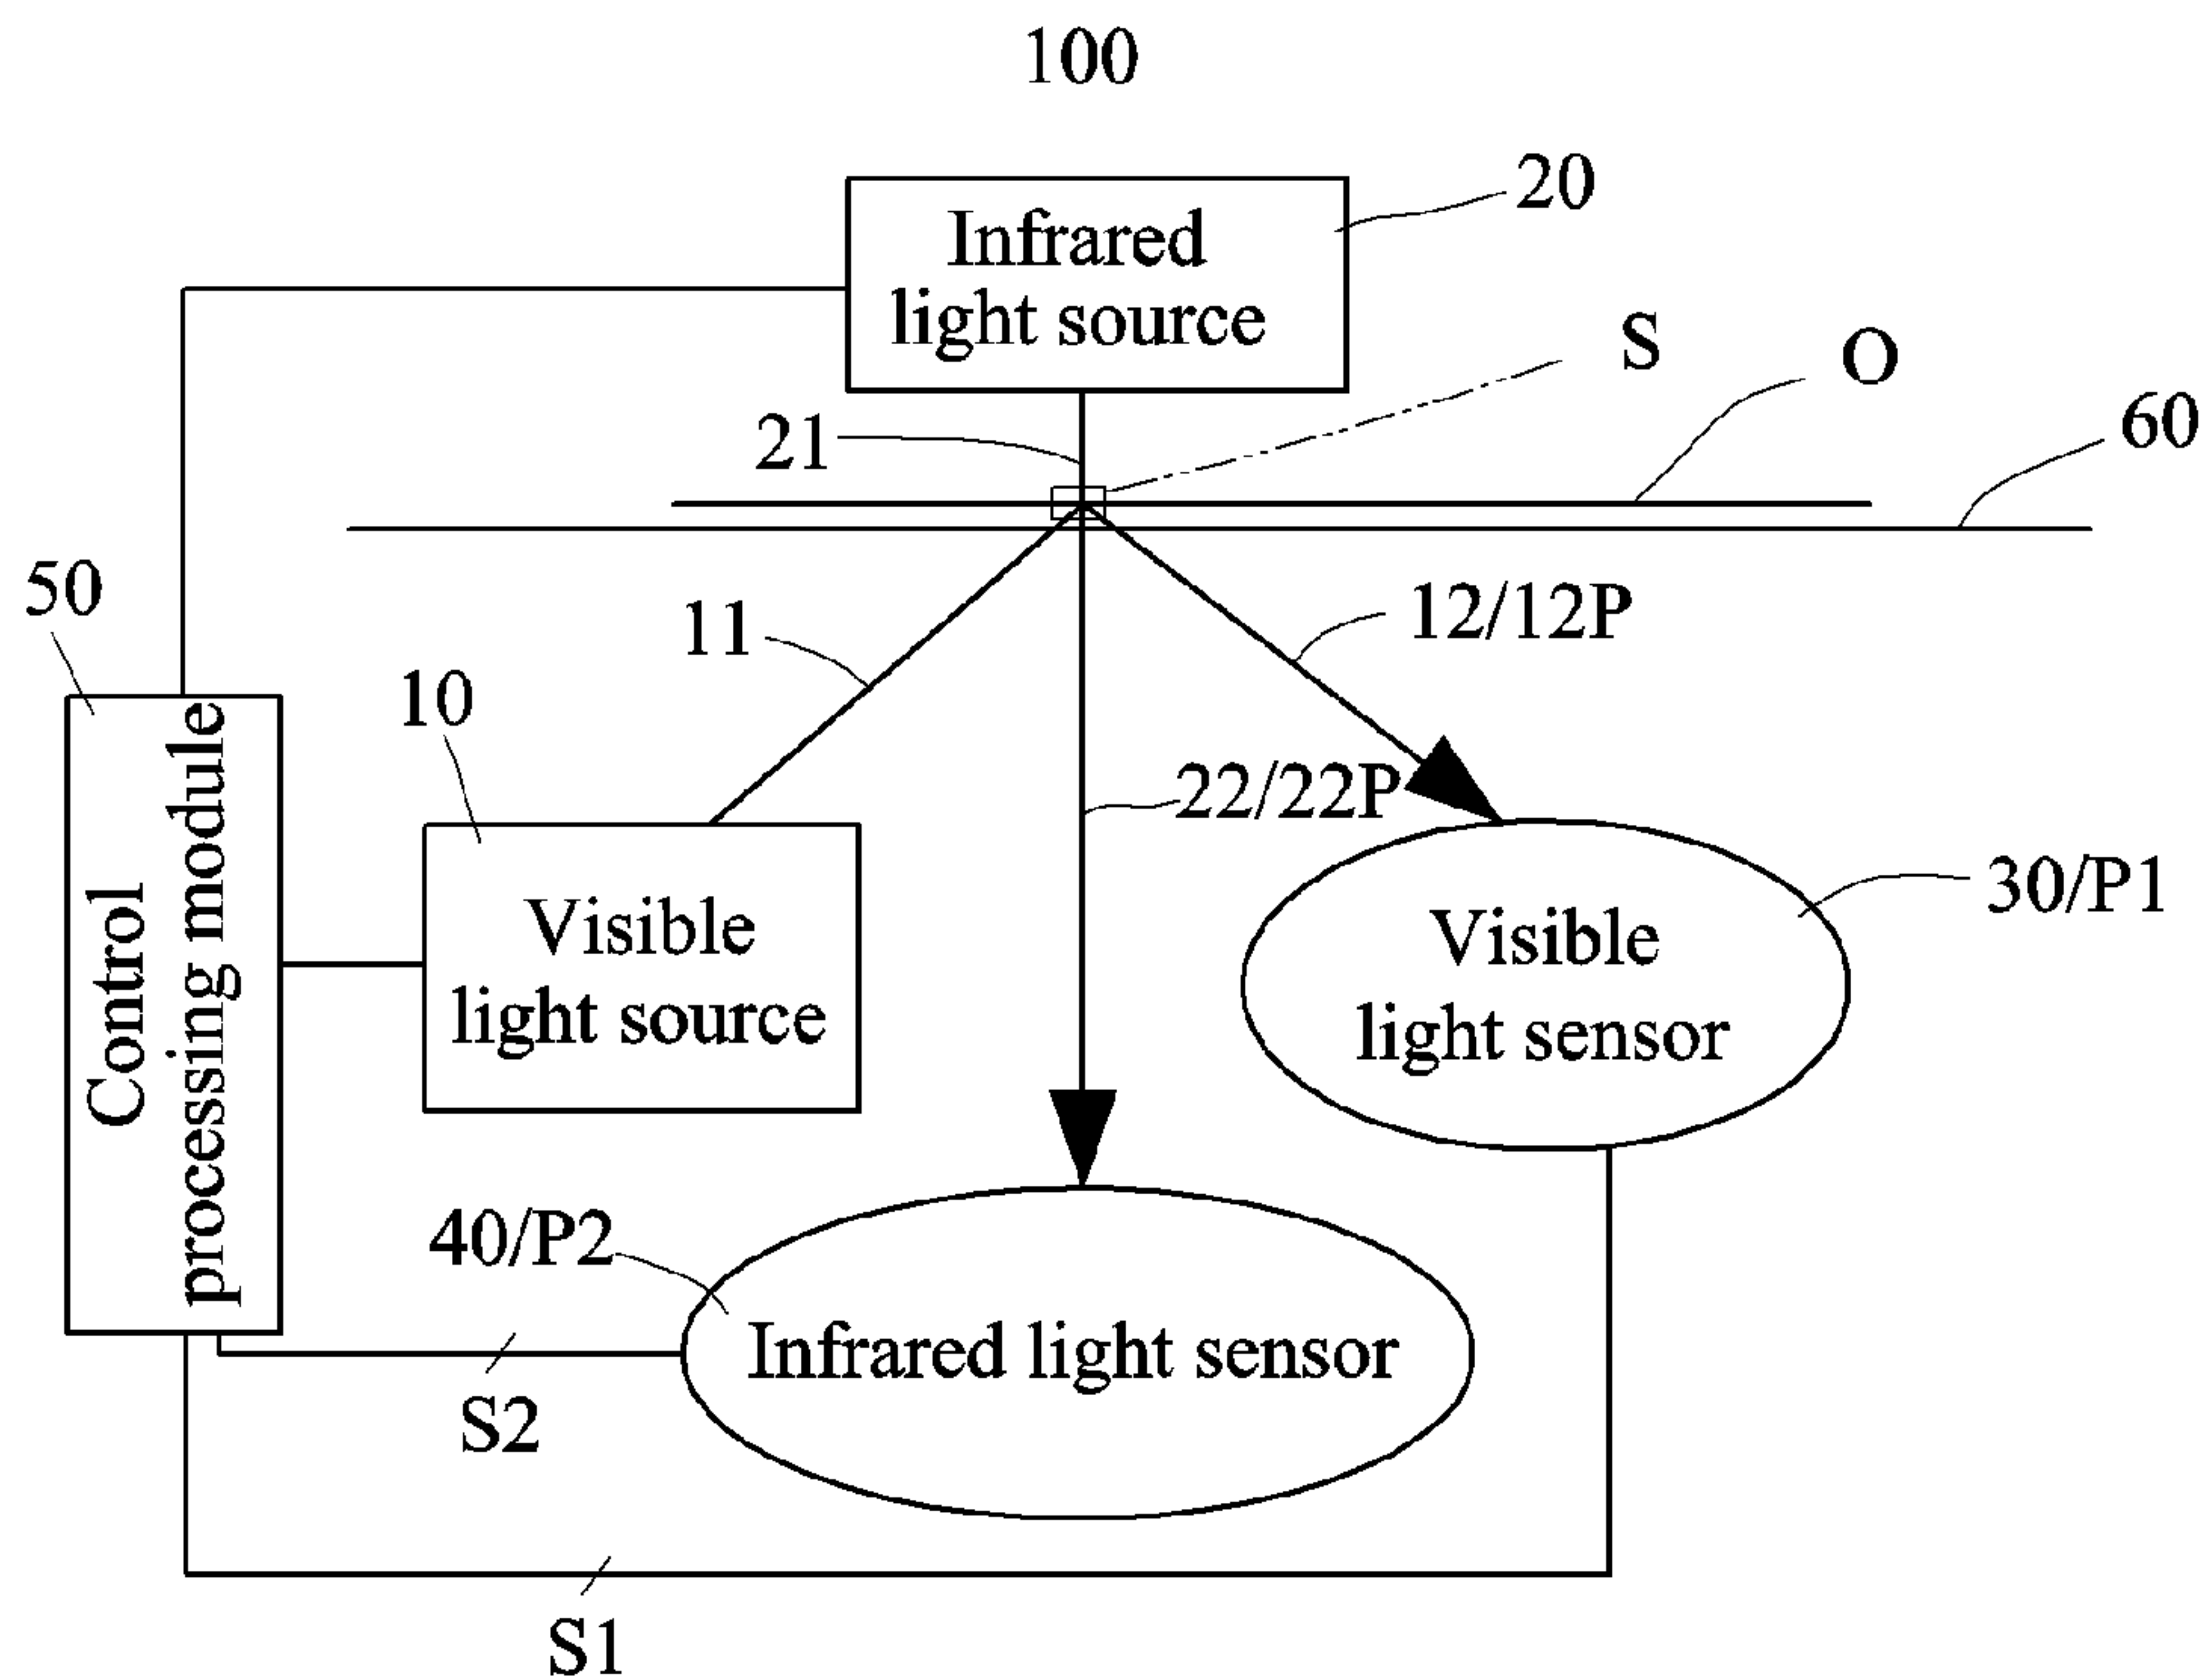 100
Infrared
light source
20
S
O
60
21
50
11
12/12P
10
22/22P
Control
processing module
Visible
light source
Visible
light sensor
30/P1
40/P2
Infrared light sensor
S2
S1